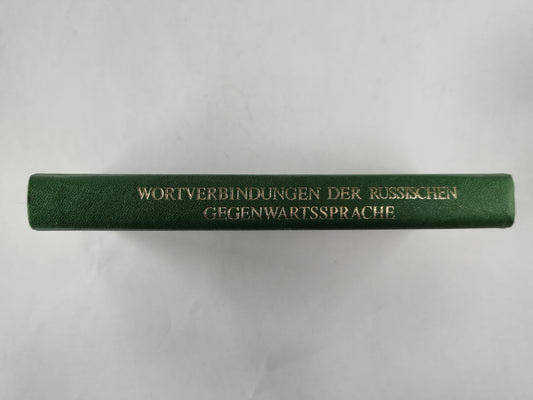 WORTVERBINDUNGEN DER RUSSISCHEN
GEGENWARTSSPRACHE